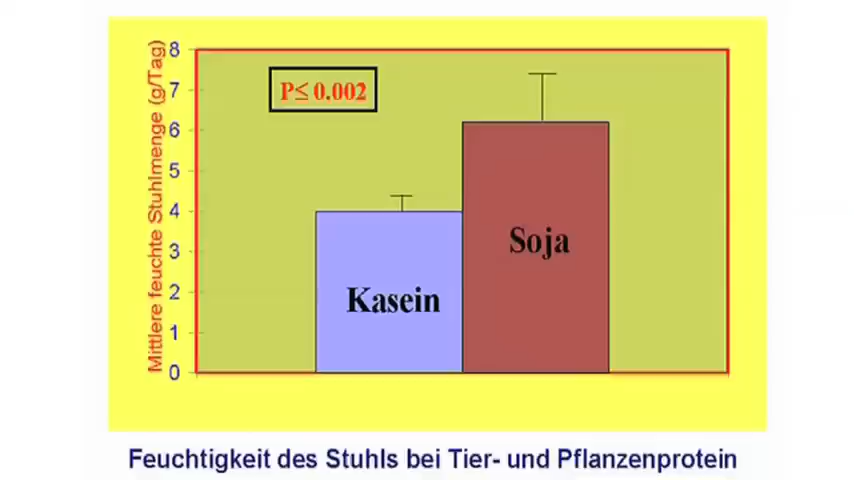 Mittlere feuchte Stuhlmenge (g/Tag)
8
7
6
5
4
3
2
1
0
P≤ 0.002
Soja
Kasein
Feuchtigkeit des Stuhls bei Tier- und Pflanzenprotein